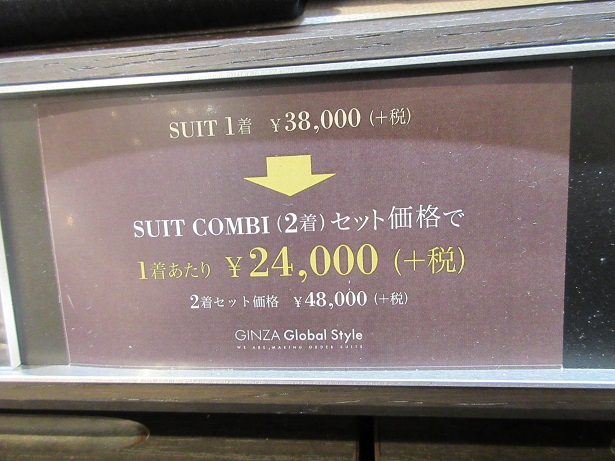 SUIT 1着 ¥38,000 (+税)
SUIT COMBI (2着) セット価格で
1着あたり ¥24,000 (+税)
2着セット価格 ¥48,000 (+税)
GINZA Global Style
WE ARE, MAKING ORDER SUITS